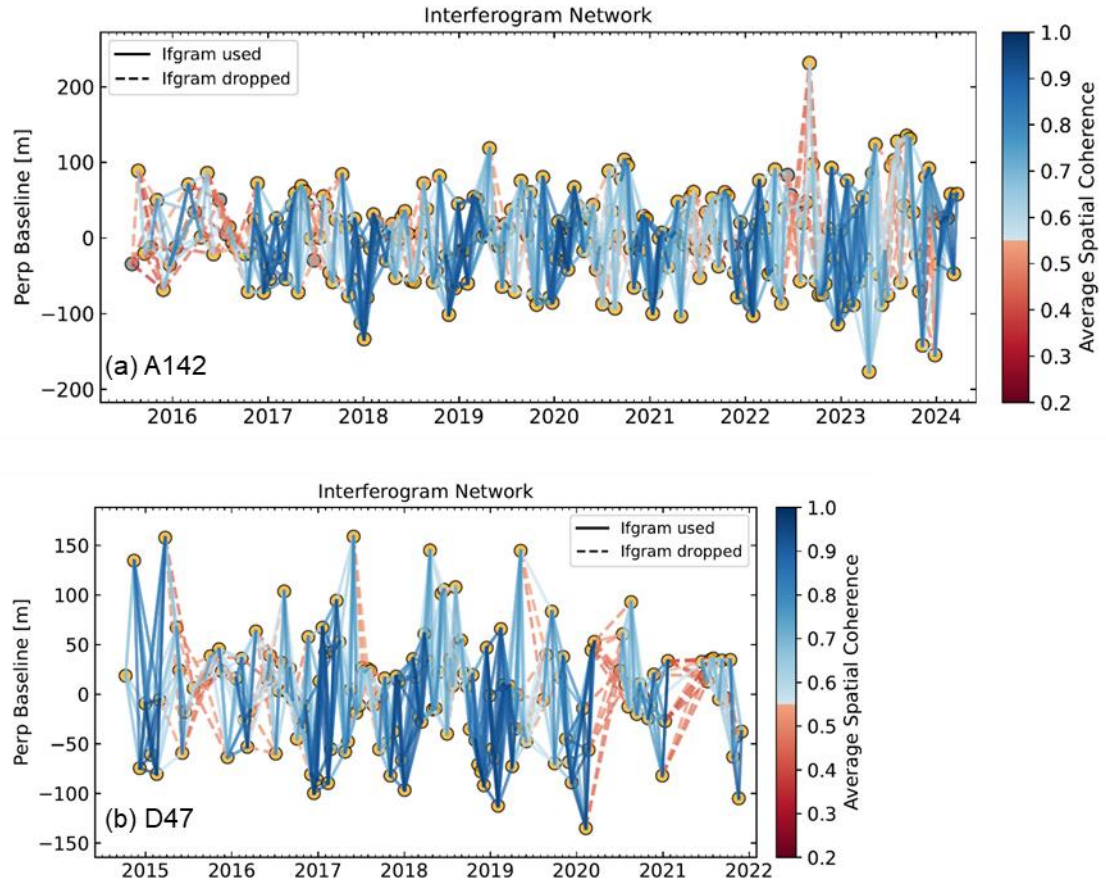 Interferogram Network
Ifgram used
Ifgram dropped
Perp Baseline [m]
200
100
0
−100
−200
(a) A142
2016 2017 2018 2019 2020 2021 2022 2023 2024
1.0
0.9
0.8
0.7
0.6
0.5
0.4
0.3
0.2
Average Spatial Coherence
Interferogram Network
Ifgram used
Ifgram dropped
Perp Baseline [m]
150
100
50
0
−50
−100
−150
(b) D47
2015 2016 2017 2018 2019 2020 2021 2022
1.0
0.9
0.8
0.7
0.6
0.5
0.4
0.3
0.2
Average Spatial Coherence